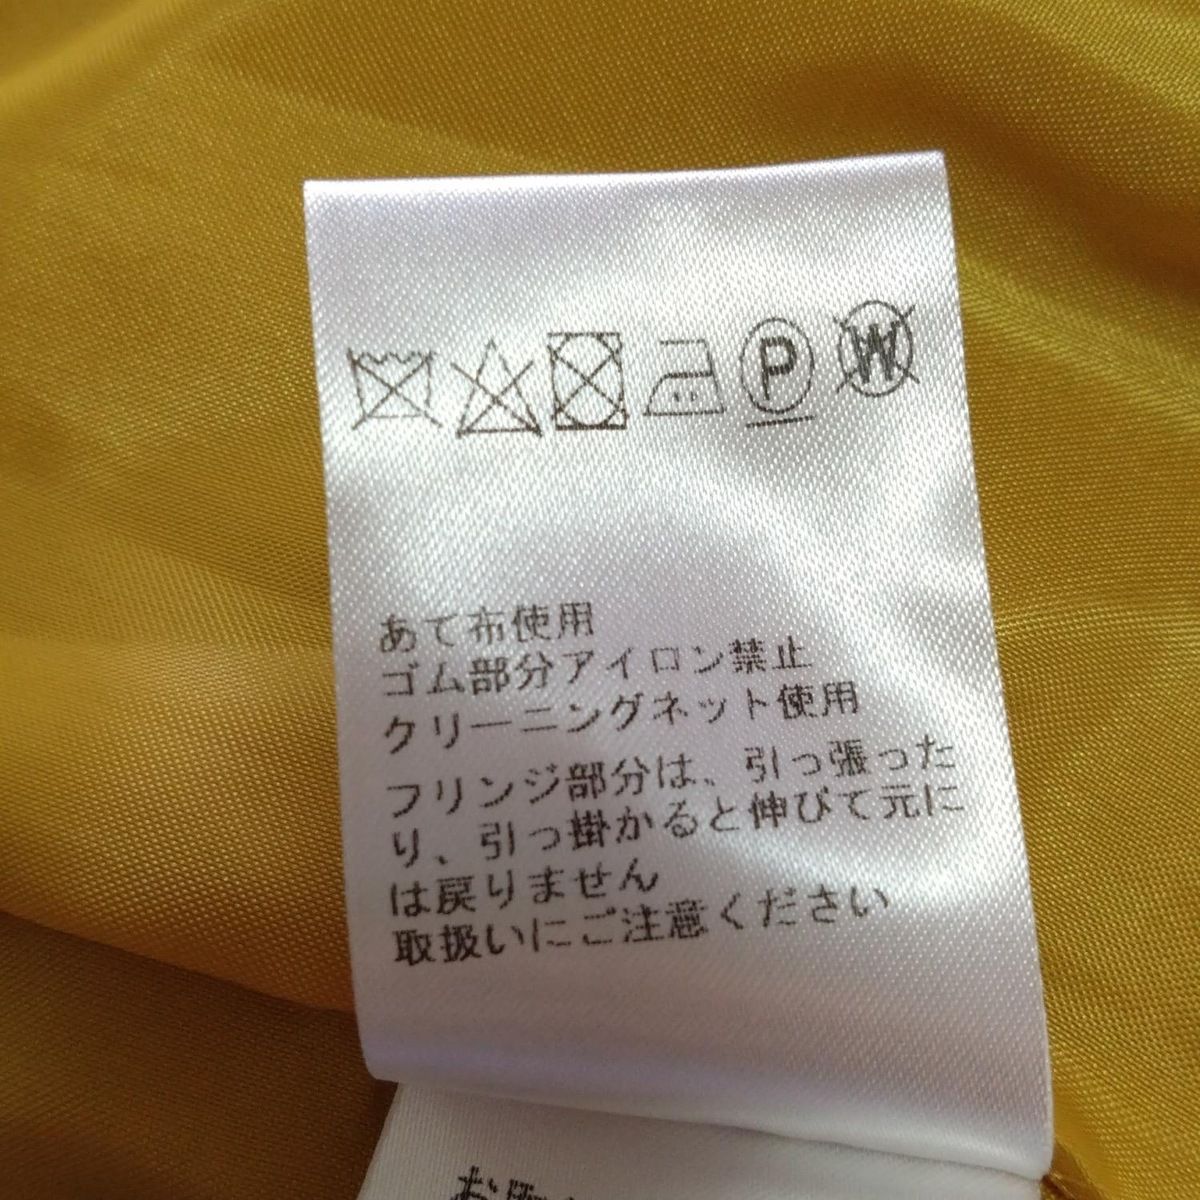 P W
あて布使用
ゴム部分アイロン禁止
クリーニングネット使用
フリンジ部分は、引っ張った
り、引っ掛かると伸びて元に
は戻りません
取扱いにご注意ください